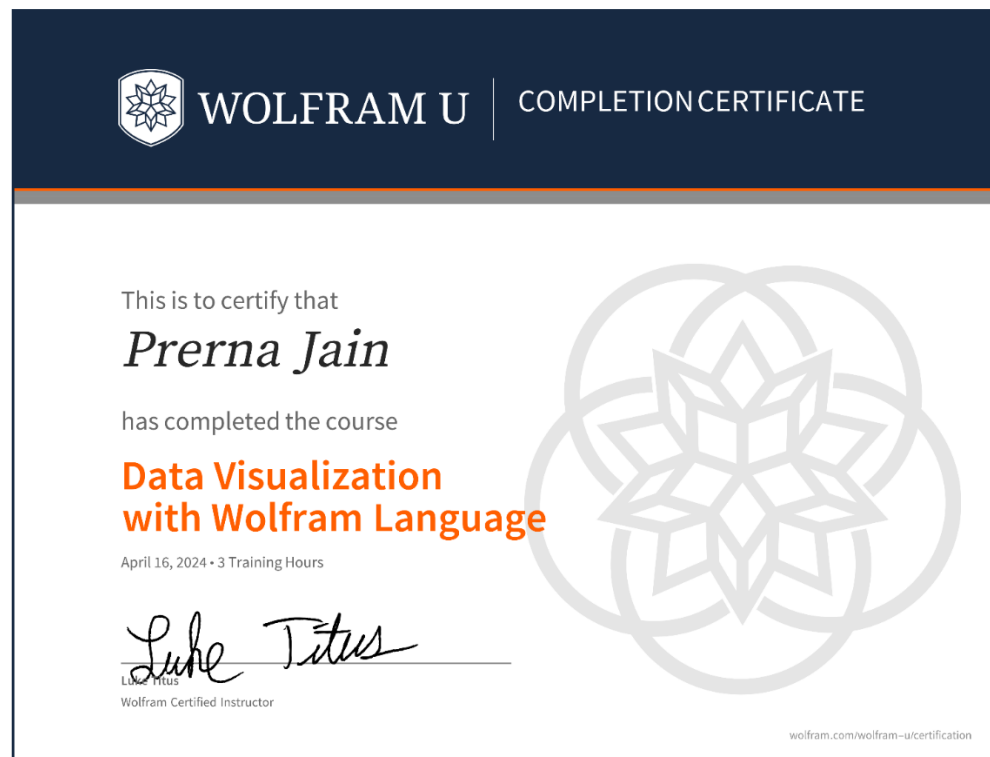 WOLFRAM U
COMPLETION CERTIFICATE
This is to certify that
Prerna Jain
has completed the course
Data Visualization
with Wolfram Language
April 16, 2024 • 3 Training Hours
Luke Titus
Luke Titus
Wolfram Certified Instructor
wolfram.com/wolfram–u/certification